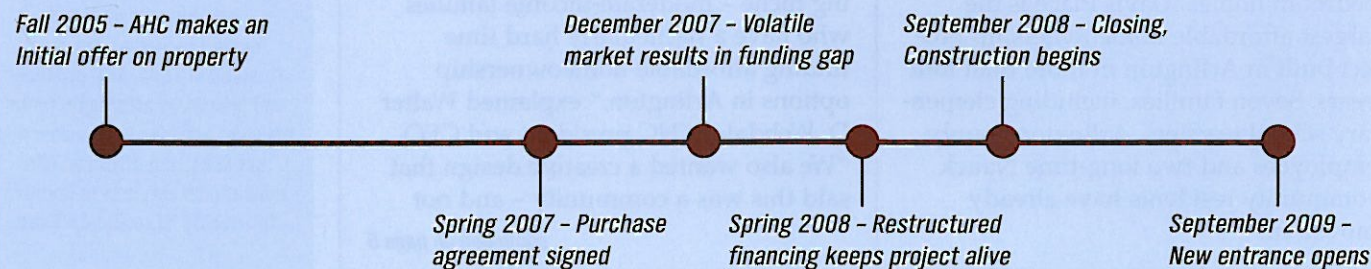 Fall 2005 – AHC makes an
Initial offer on property
December 2007 – Volatile
market results in funding gap
September 2008 – Closing,
Construction begins
Spring 2007 – Purchase
agreement signed
Spring 2008 – Restructured
financing keeps project alive
September 2009 –
New entrance opens